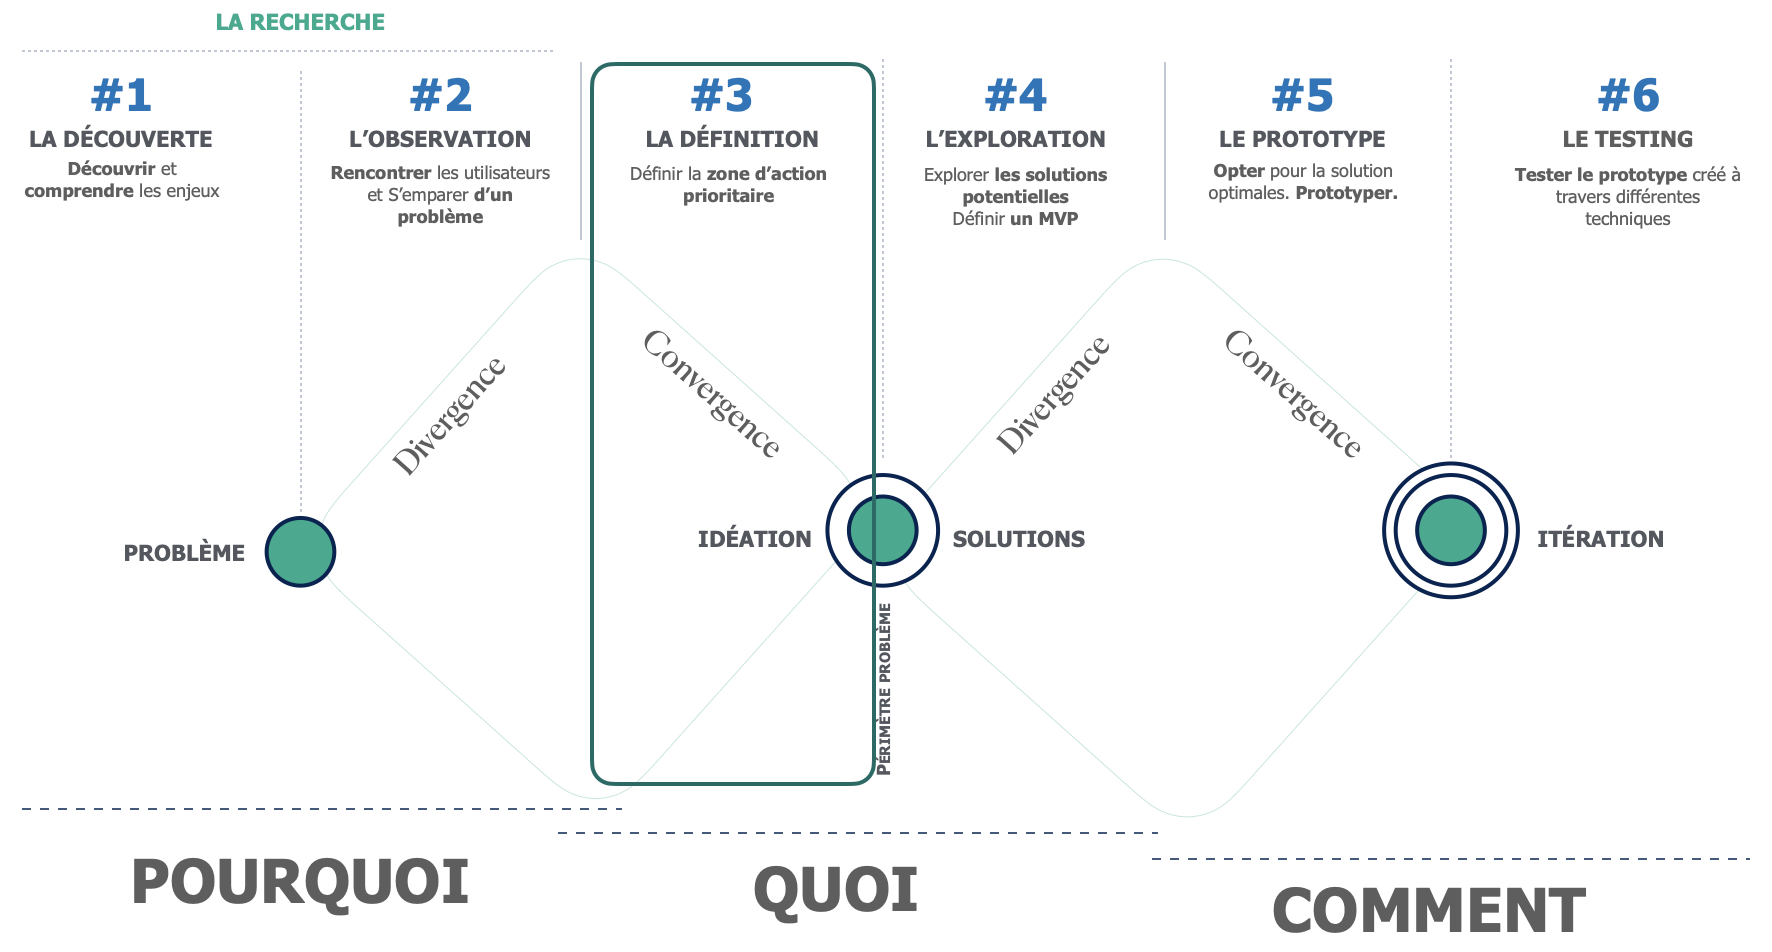 LA RECHERCHE
#1
LA DÉCOUVERTE
Découvrir et
comprendre les enjeux
#2
L’OBSERVATION
Rencontrer les utilisateurs
et S’emparer d’un
problème
#3
LA DÉFINITION
Définir la zone d’action
prioritaire
#4
L’EXPLORATION
Explorer les solutions
potentielles
Définir un MVP
#5
LE PROTOTYPE
Opter pour la solution
optimales. Prototyper.
#6
LE TESTING
Tester le prototype créé à
travers différentes
techniques
Divergence
Convergence
Divergence
Convergence
PROBLÈME
IDÉATION
SOLUTIONS
ITÉRATION
PÉRIMÈTRE PROBLÈME
POURQUOI
QUOI
COMMENT